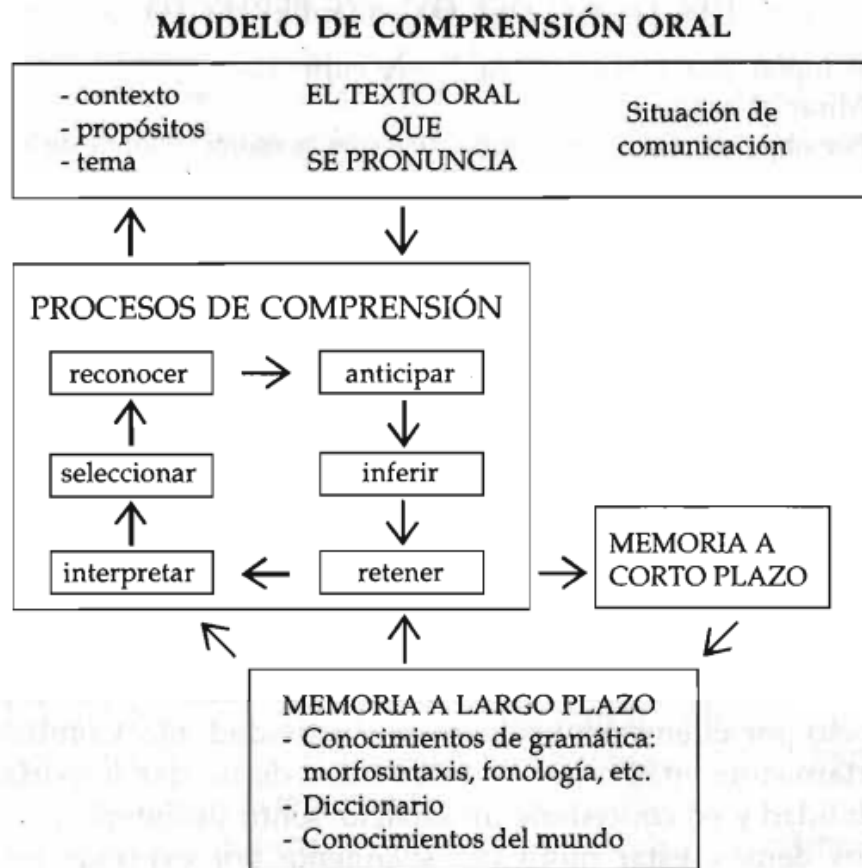 MODELO DE COMPRENSIÓN ORAL
- contexto
- propósitos
- tema
EL TEXTO ORAL
QUE
SE PRONUNCIA
Situación de
comunicación
PROCESOS DE COMPRENSIÓN
reconocer
anticipar
seleccionar
inferir
interpretar
retener
MEMORIA A
CORTO PLAZO
MEMORIA A LARGO PLAZO
- Conocimientos de gramática:
morfosintaxis, fonología, etc.
- Diccionario
- Conocimientos del mundo